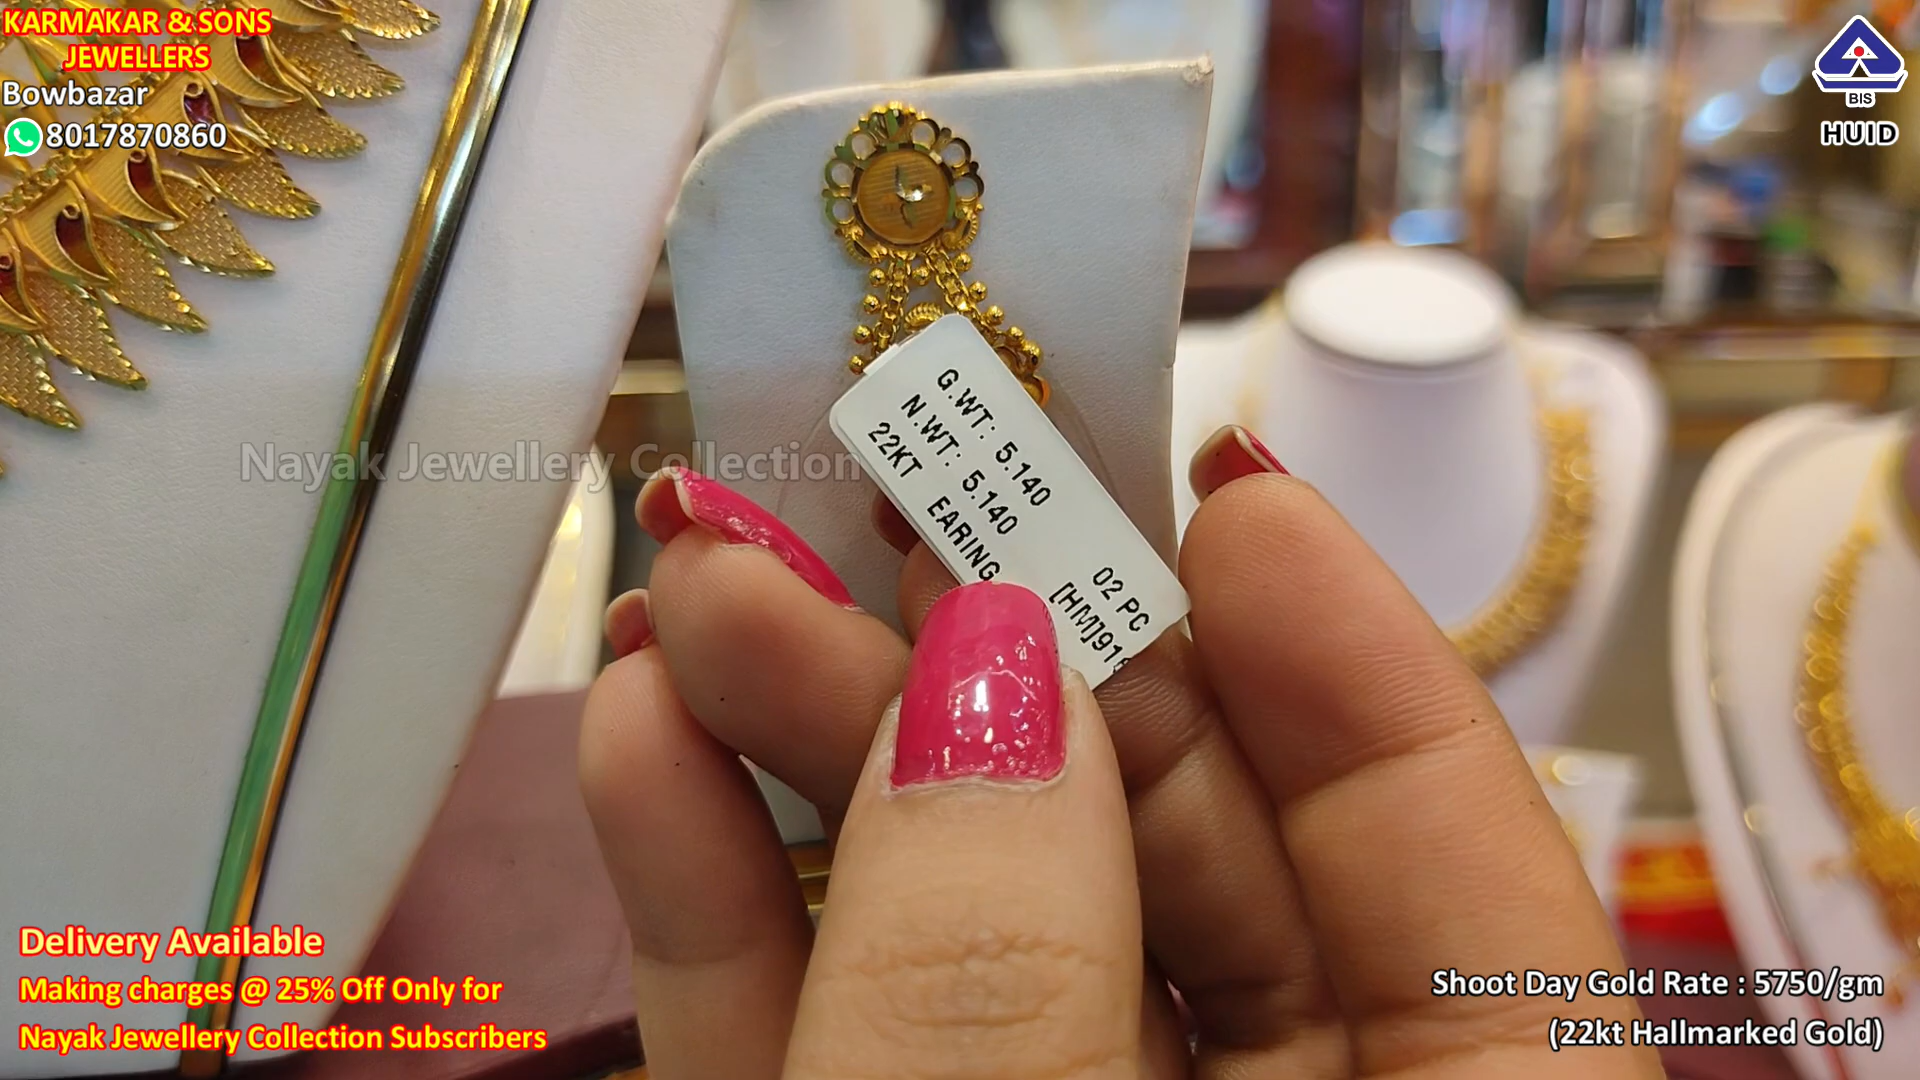 KARMAKAR & SONS
JEWELLERS
Bowbazar
8017870860
BIS
HUID
G.WT: 5.140
N.WT: 5.140
22KT EARING
02 PC
[HM]916
Nayak Jewellery Collection
Delivery Available
Making charges @ 25% Off Only for
Nayak Jewellery Collection Subscribers
Shoot Day Gold Rate : 5750/gm
(22kt Hallmarked Gold)